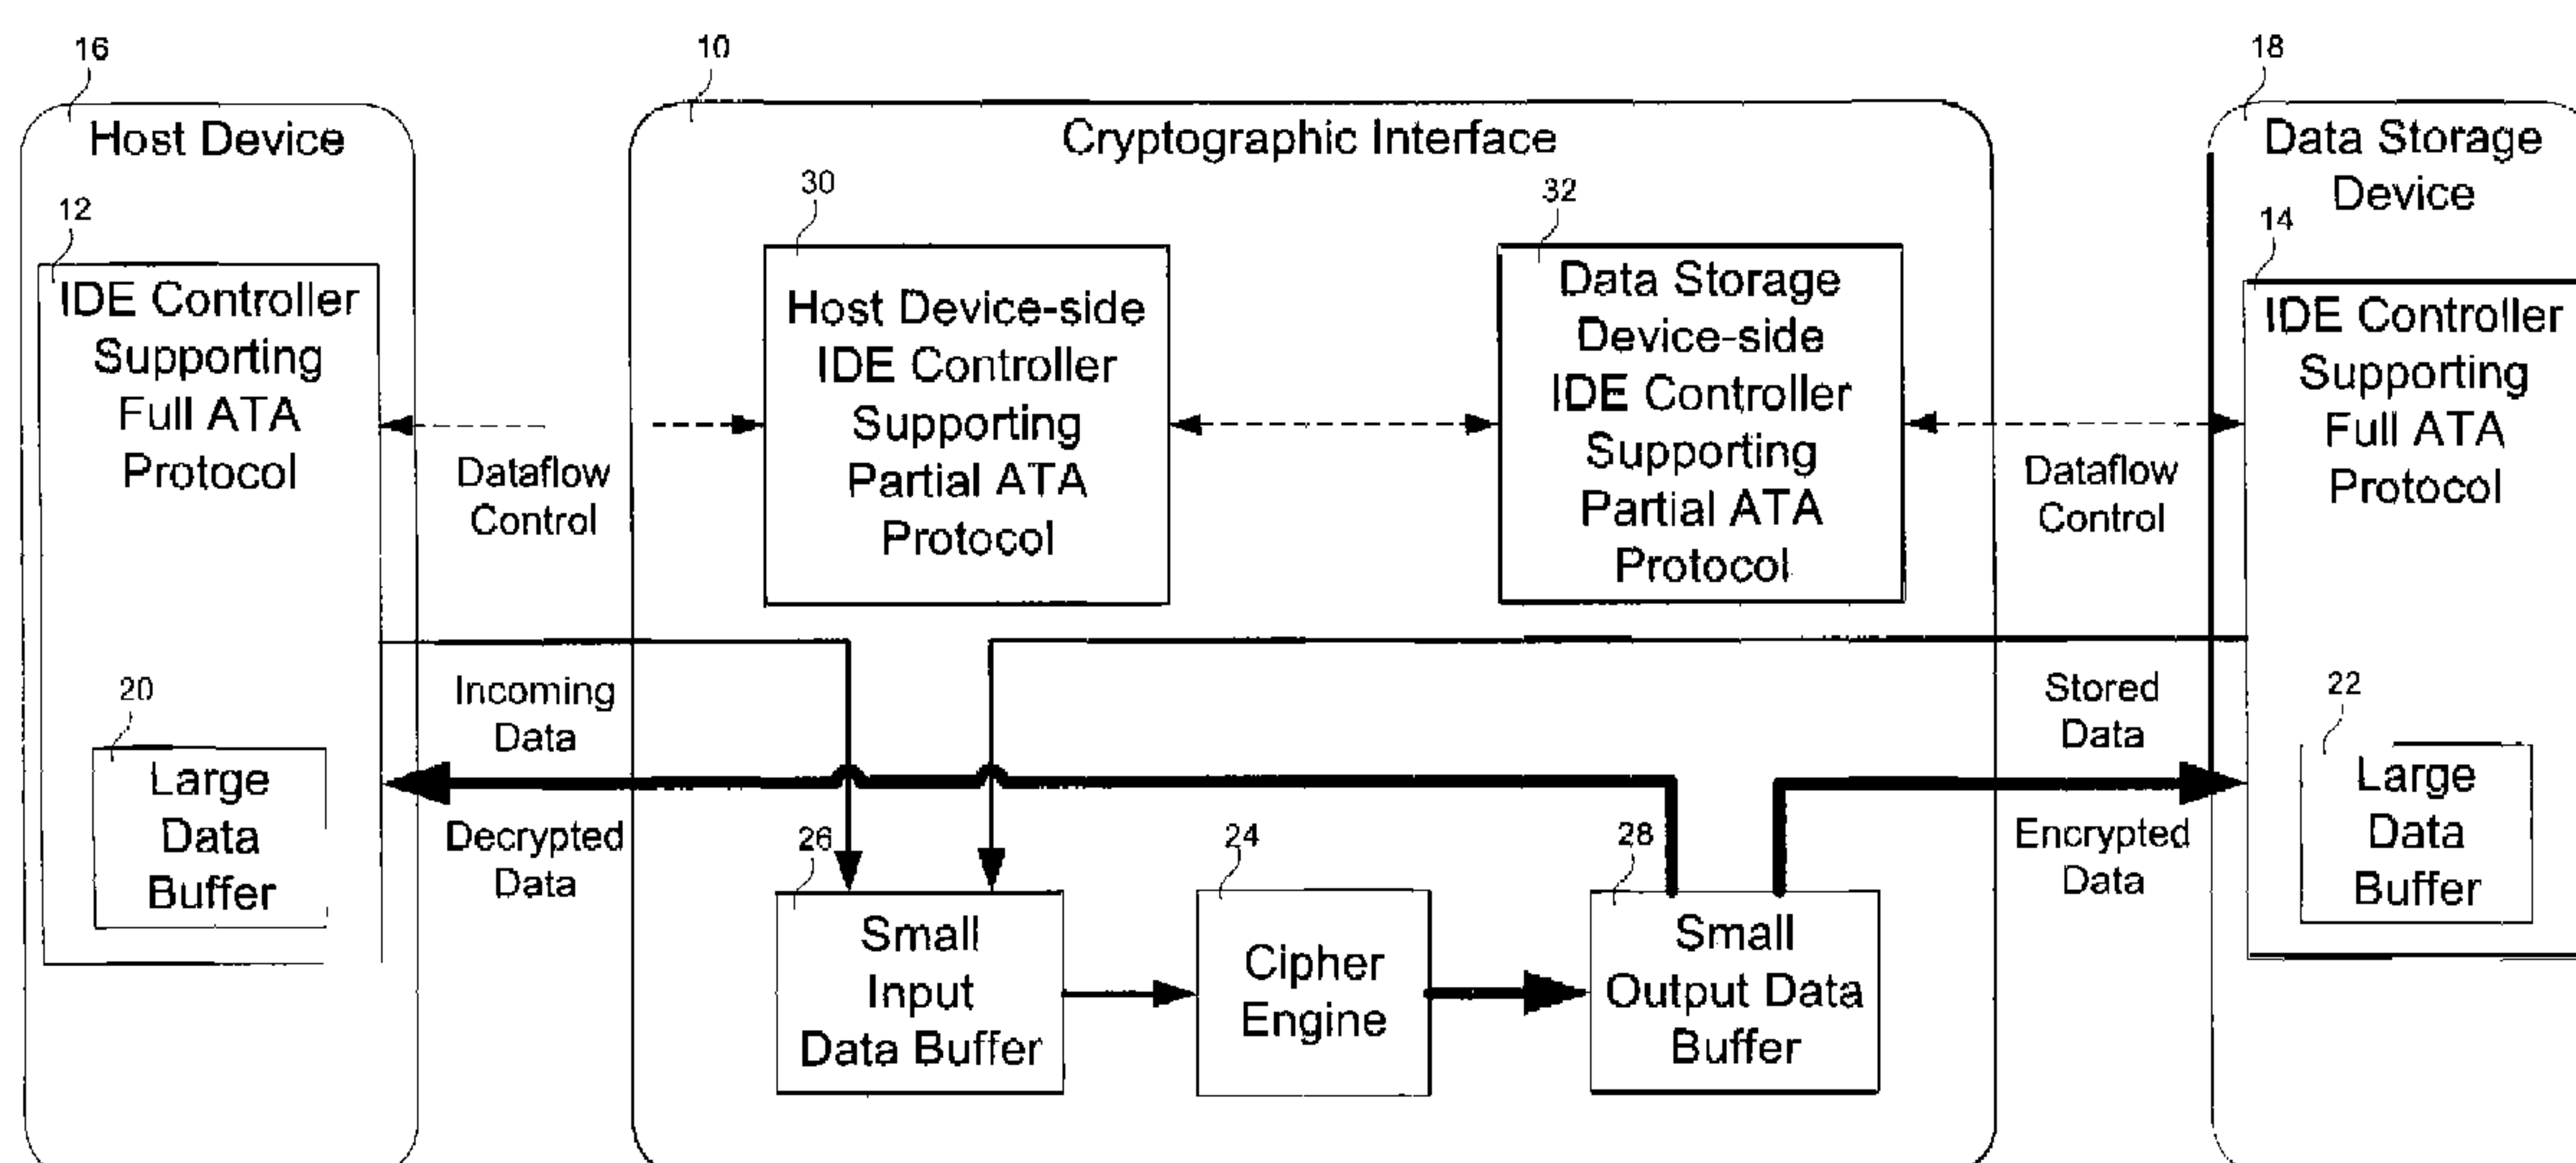 16
Host Device
12
IDE Controller
Supporting
Full ATA
Protocol
20
Large
Data
Buffer
Dataflow
Control
Incoming
Data
Decrypted
Data
10
Cryptographic Interface
30
Host Device-side
IDE Controller
Supporting
Partial ATA
Protocol
32
Data Storage
Device-side
IDE Controller
Supporting
Partial ATA
Protocol
26
Small
Input
Data Buffer
24
Cipher
Engine
28
Small
Output Data
Buffer
Dataflow
Control
Stored
Data
Encrypted
Data
18
Data Storage
Device
14
IDE Controller
Supporting
Full ATA
Protocol
22
Large
Data
Buffer